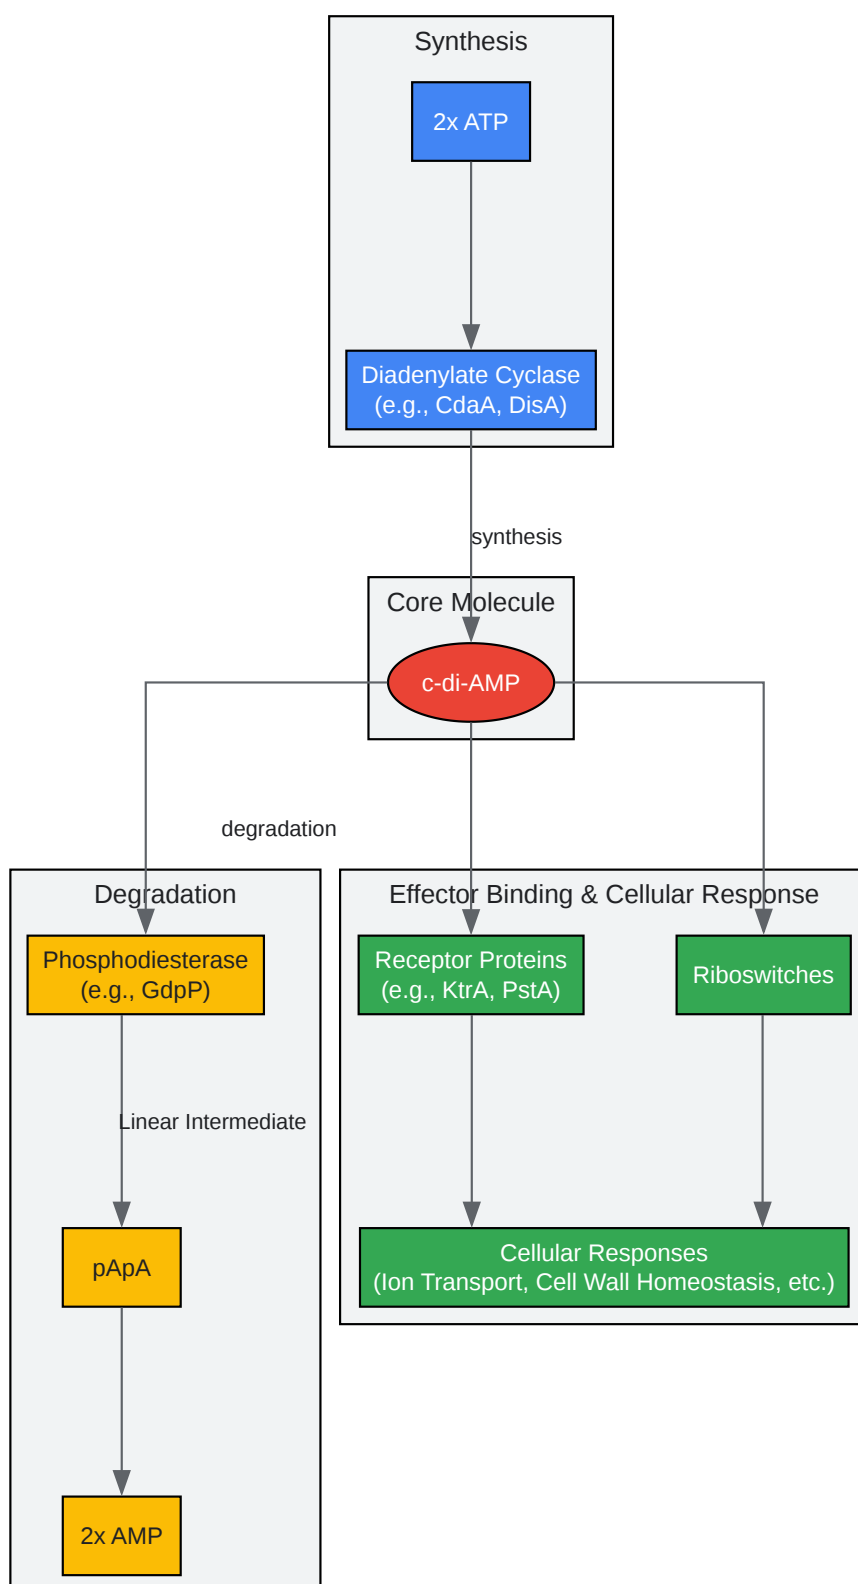 Synthesis
2x ATP
Diadenylate Cyclase
(e.g., CdaA, DisA)
synthesis
Core Molecule
c-di-AMP
degradation
Degradation
Phosphodiesterase
(e.g., GdpP)
Linear Intermediate
pApA
2x AMP
Effector Binding & Cellular Response
Receptor Proteins
(e.g., KtrA, PstA)
Riboswitches
Cellular Responses
(Ion Transport, Cell Wall Homeostasis, etc.)